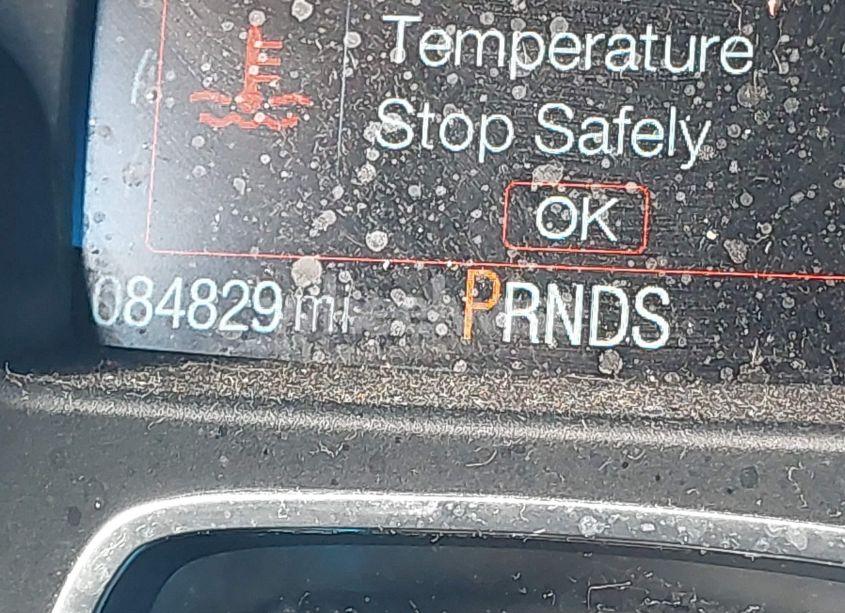 Temperature
Stop Safely
OK
084829 mi PRNDS